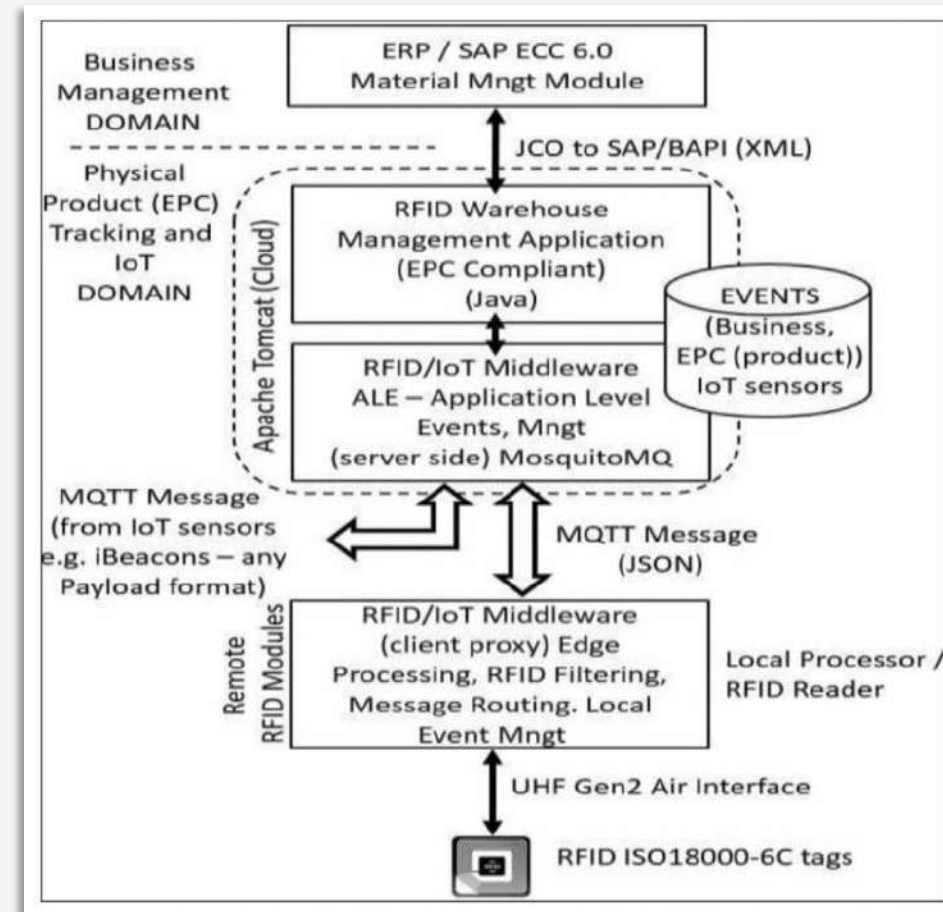 ERP / SAP ECC 6.0
Material Mngt Module
Business
Management
DOMAIN
JCO to SAP/BAPI (XML)
Physical
Product (EPC)
Tracking and
IoT
DOMAIN
Apache Tomcat (Cloud)
RFID Warehouse
Management Application
(EPC Compliant)
(Java)
EVENTS
(Business,
EPC (product))
IoT sensors
RFID/IoT Middleware
ALE – Application Level
Events, Mngt
(server side) MosquitoMQ
MQTT Message
(from IoT sensors
e.g. iBeacons – any
Payload format)
MQTT Message
(JSON)
Remote
RFID Modules
RFID/IoT Middleware
(client proxy) Edge
Processing, RFID Filtering,
Message Routing. Local
Event Mngt
Local Processor /
RFID Reader
UHF Gen2 Air Interface
RFID ISO18000-6C tags